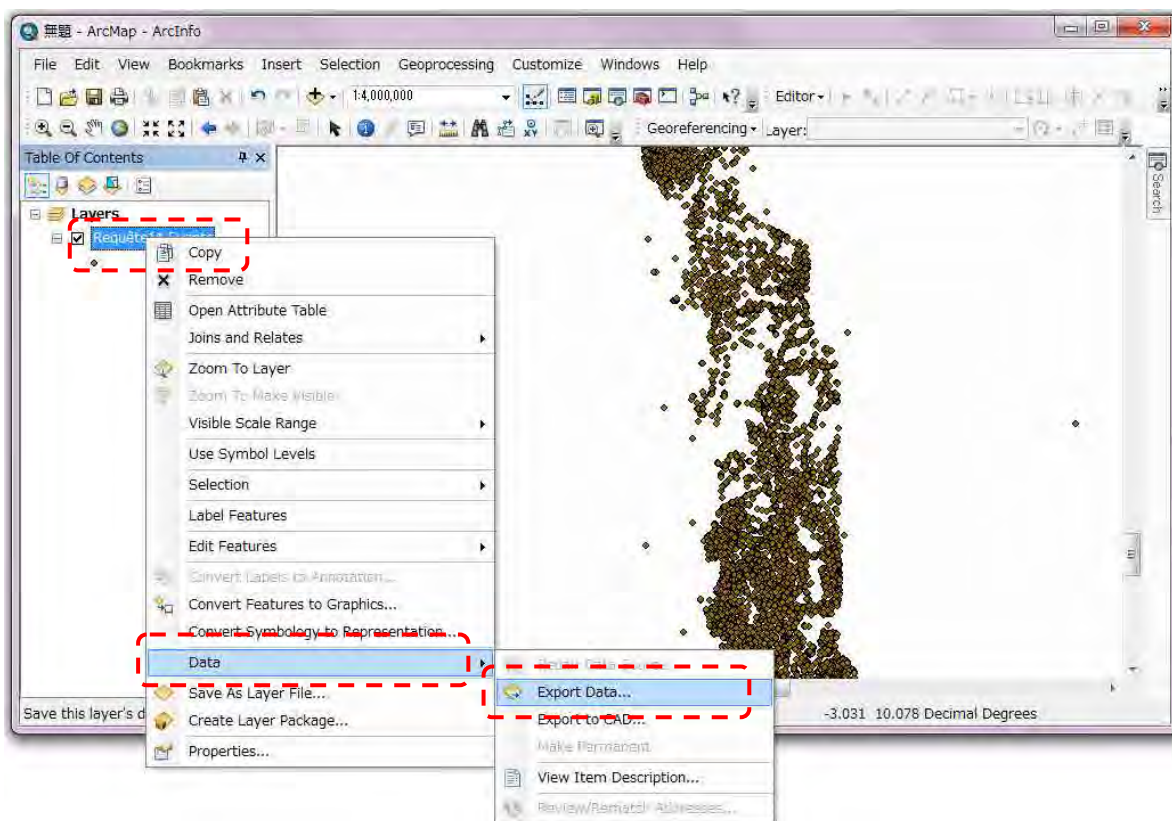 無題 - ArcMap - ArcInfo
File Edit View Bookmarks Insert Selection Geoprocessing Customize Windows Help
1:4,000,000
Editor
Georeferencing Layer:
Table Of Contents
Search
Layers
Requête11 Events
Copy
Remove
Open Attribute Table
Joins and Relates
Zoom To Layer
Zoom To Make Visible
Visible Scale Range
Use Symbol Levels
Selection
Label Features
Edit Features
Convert Labels to Annotation...
Convert Features to Graphics...
Convert Symbology to Representation...
Data
Repair Data Source...
Save As Layer File...
Export Data...
Save this layer's d
Create Layer Package...
Export to CAD...
-3.031 10.078 Decimal Degrees
Make Permanent
Properties...
View Item Description...
Review/Rematch Addresses...